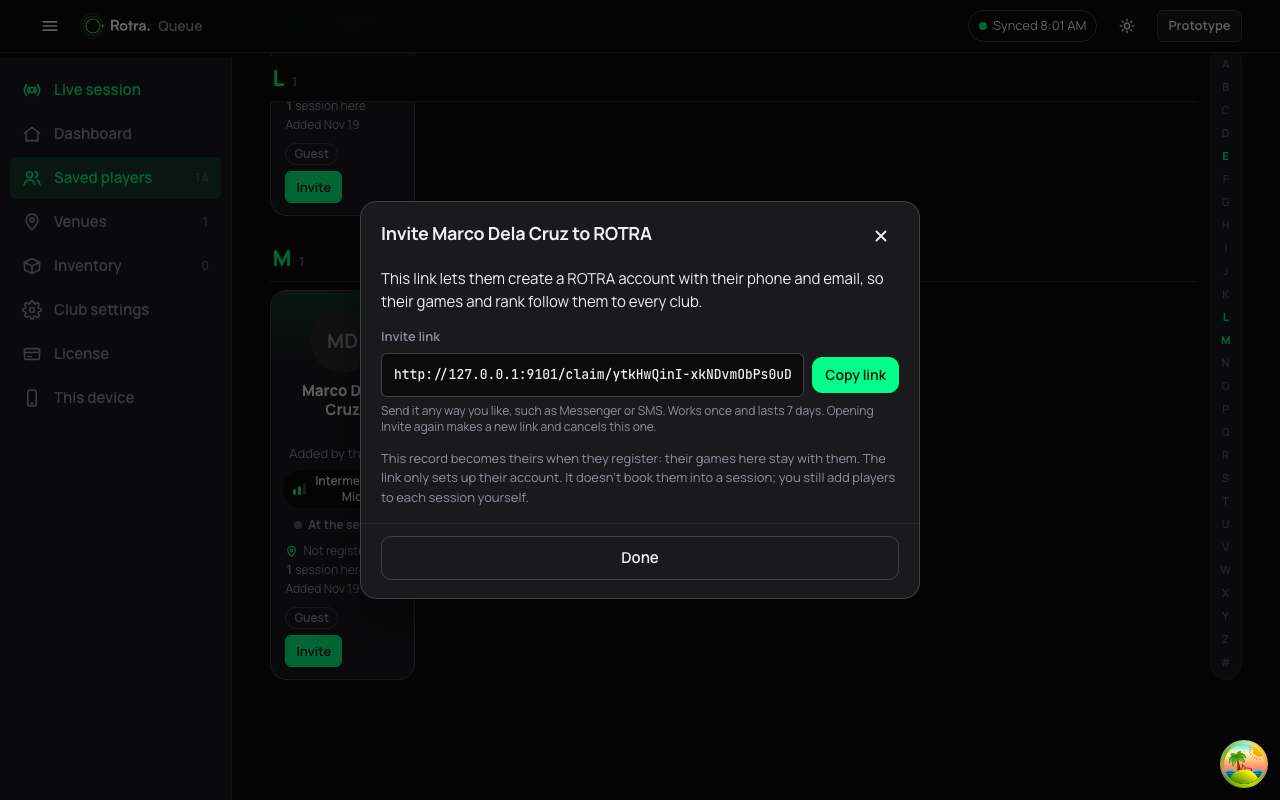 Rotra. Queue
Synced 8:01 AM
Prototype
Live session
Dashboard
Saved players 14
Venues 1
Inventory 0
Club settings
License
This device
L 1
1 session here
Added Nov 19
Guest
Invite
M 1
MD
Marco D
Cruz
Added by th
Interme
Mid
At the se
Not registe
1 session her
Added Nov 19
Guest
Invite
Invite Marco Dela Cruz to ROTRA
This link lets them create a ROTRA account with their phone and email, so
their games and rank follow them to every club.
Invite link
http://127.0.0.1:9101/claim/ytkHwQinI-xkNDvmObPs0uD
Copy link
Send it any way you like, such as Messenger or SMS. Works once and lasts 7 days. Opening
Invite again makes a new link and cancels this one.
This record becomes theirs when they register: their games here stay with them. The
link only sets up their account. It doesn't book them into a session; you still add players
to each session yourself.
Done
A
B
C
D
E
F
G
H
I
J
K
L
M
N
O
P
Q
R
S
T
U
V
W
X
Y
Z
#